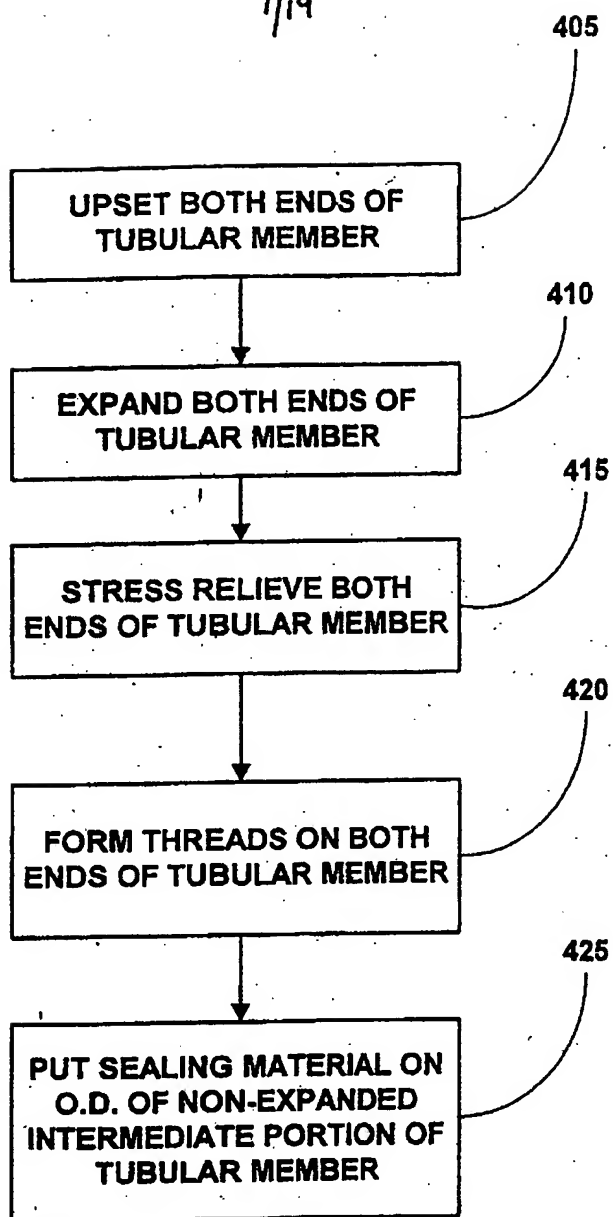 7/19
405
UPSET BOTH ENDS OF
TUBULAR MEMBER
410
EXPAND BOTH ENDS OF
TUBULAR MEMBER
415
STRESS RELIEVE BOTH
ENDS OF TUBULAR MEMBER
420
FORM THREADS ON BOTH
ENDS OF TUBULAR MEMBER
425
PUT SEALING MATERIAL ON
O.D. OF NON-EXPANDED
INTERMEDIATE PORTION OF
TUBULAR MEMBER